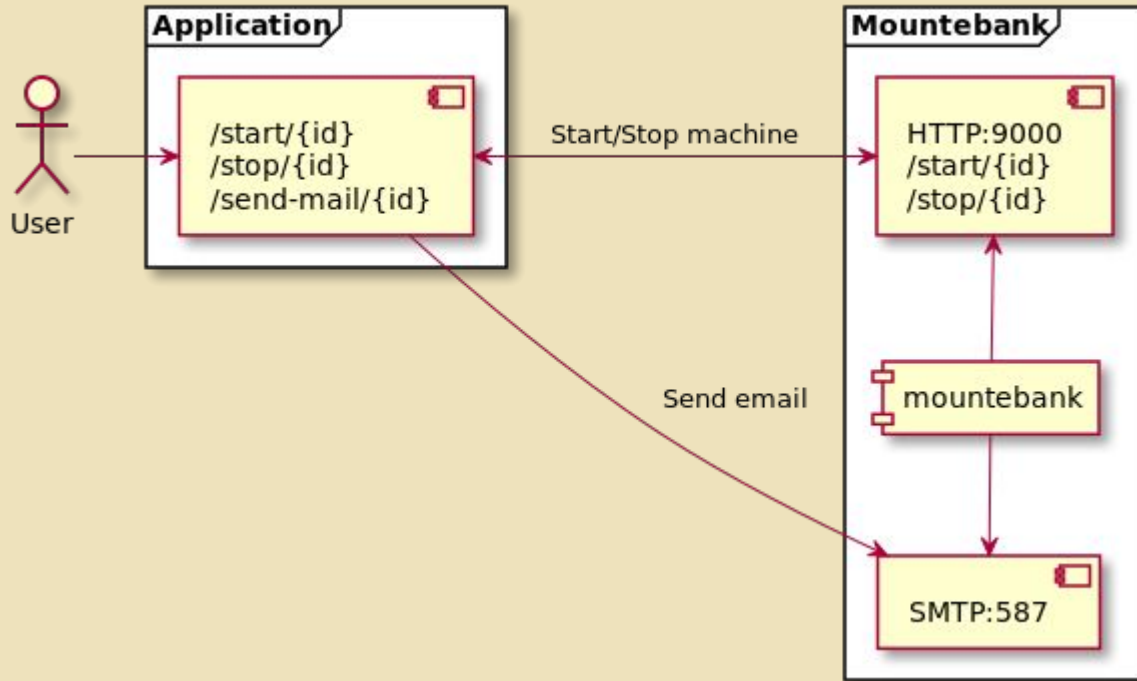 Application
/start/{id}
/stop/{id}
/send-mail/{id}
User
Start/Stop machine
Send email
Mountebank
HTTP:9000
/start/{id}
/stop/{id}
mountebank
SMTP:587